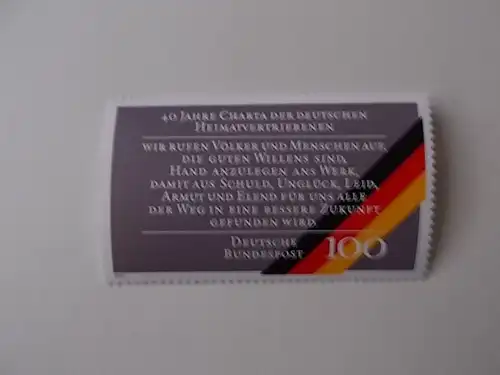 40 JAHRE CHARTA DER DEUTSCHEN
HEIMATVERTRIEBENEN
WIR RUFEN VÖLKER UND MENSCHEN AUF,
DIE GUTEN WILLENS SIND,
HAND ANZULEGEN ANS WERK,
DAMIT AUS SCHULD, UNGLÜCK, LEID,
ARMUT UND ELEND FÜR UNS ALLE
DER WEG IN EINE BESSERE ZUKUNFT
GEFUNDEN WIRD.
DEUTSCHE
BUNDESPOST
100